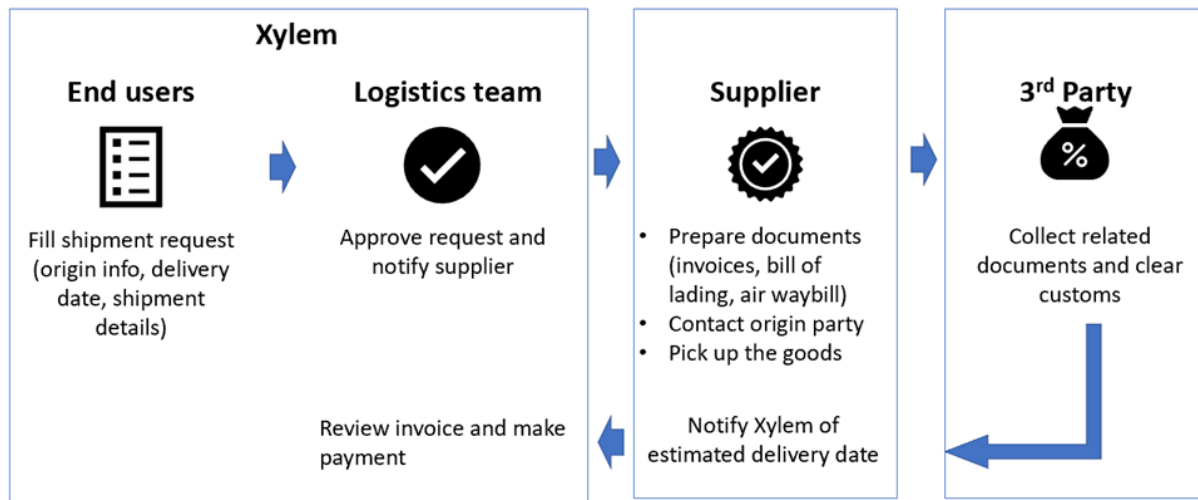 Xylem
End users
Logistics team
Supplier
3rd Party
%
Fill shipment request
(origin info, delivery
date, shipment
details)
Approve request and
notify supplier
• Prepare documents
(invoices, bill of
lading, air waybill)
• Contact origin party
• Pick up the goods
Collect related
documents and clear
customs
Review invoice and make
payment
Notify Xylem of
estimated delivery date